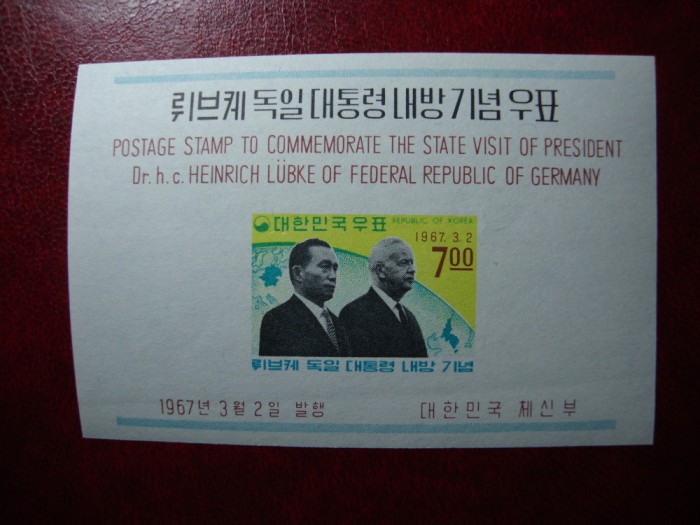 뤼브케 독일 대통령 내방 기념 우표
POSTAGE STAMP TO COMMEMORATE THE STATE VISIT OF PRESIDENT
Dr. h. c. HEINRICH LÜBKE OF FEDERAL REPUBLIC OF GERMANY
대한민국우표 REPUBLIC OF KOREA
1967. 3. 2
700
뤼브케 독일 대통령 내방 기념
1967년 3월 2일 발행 대한민국 체신부